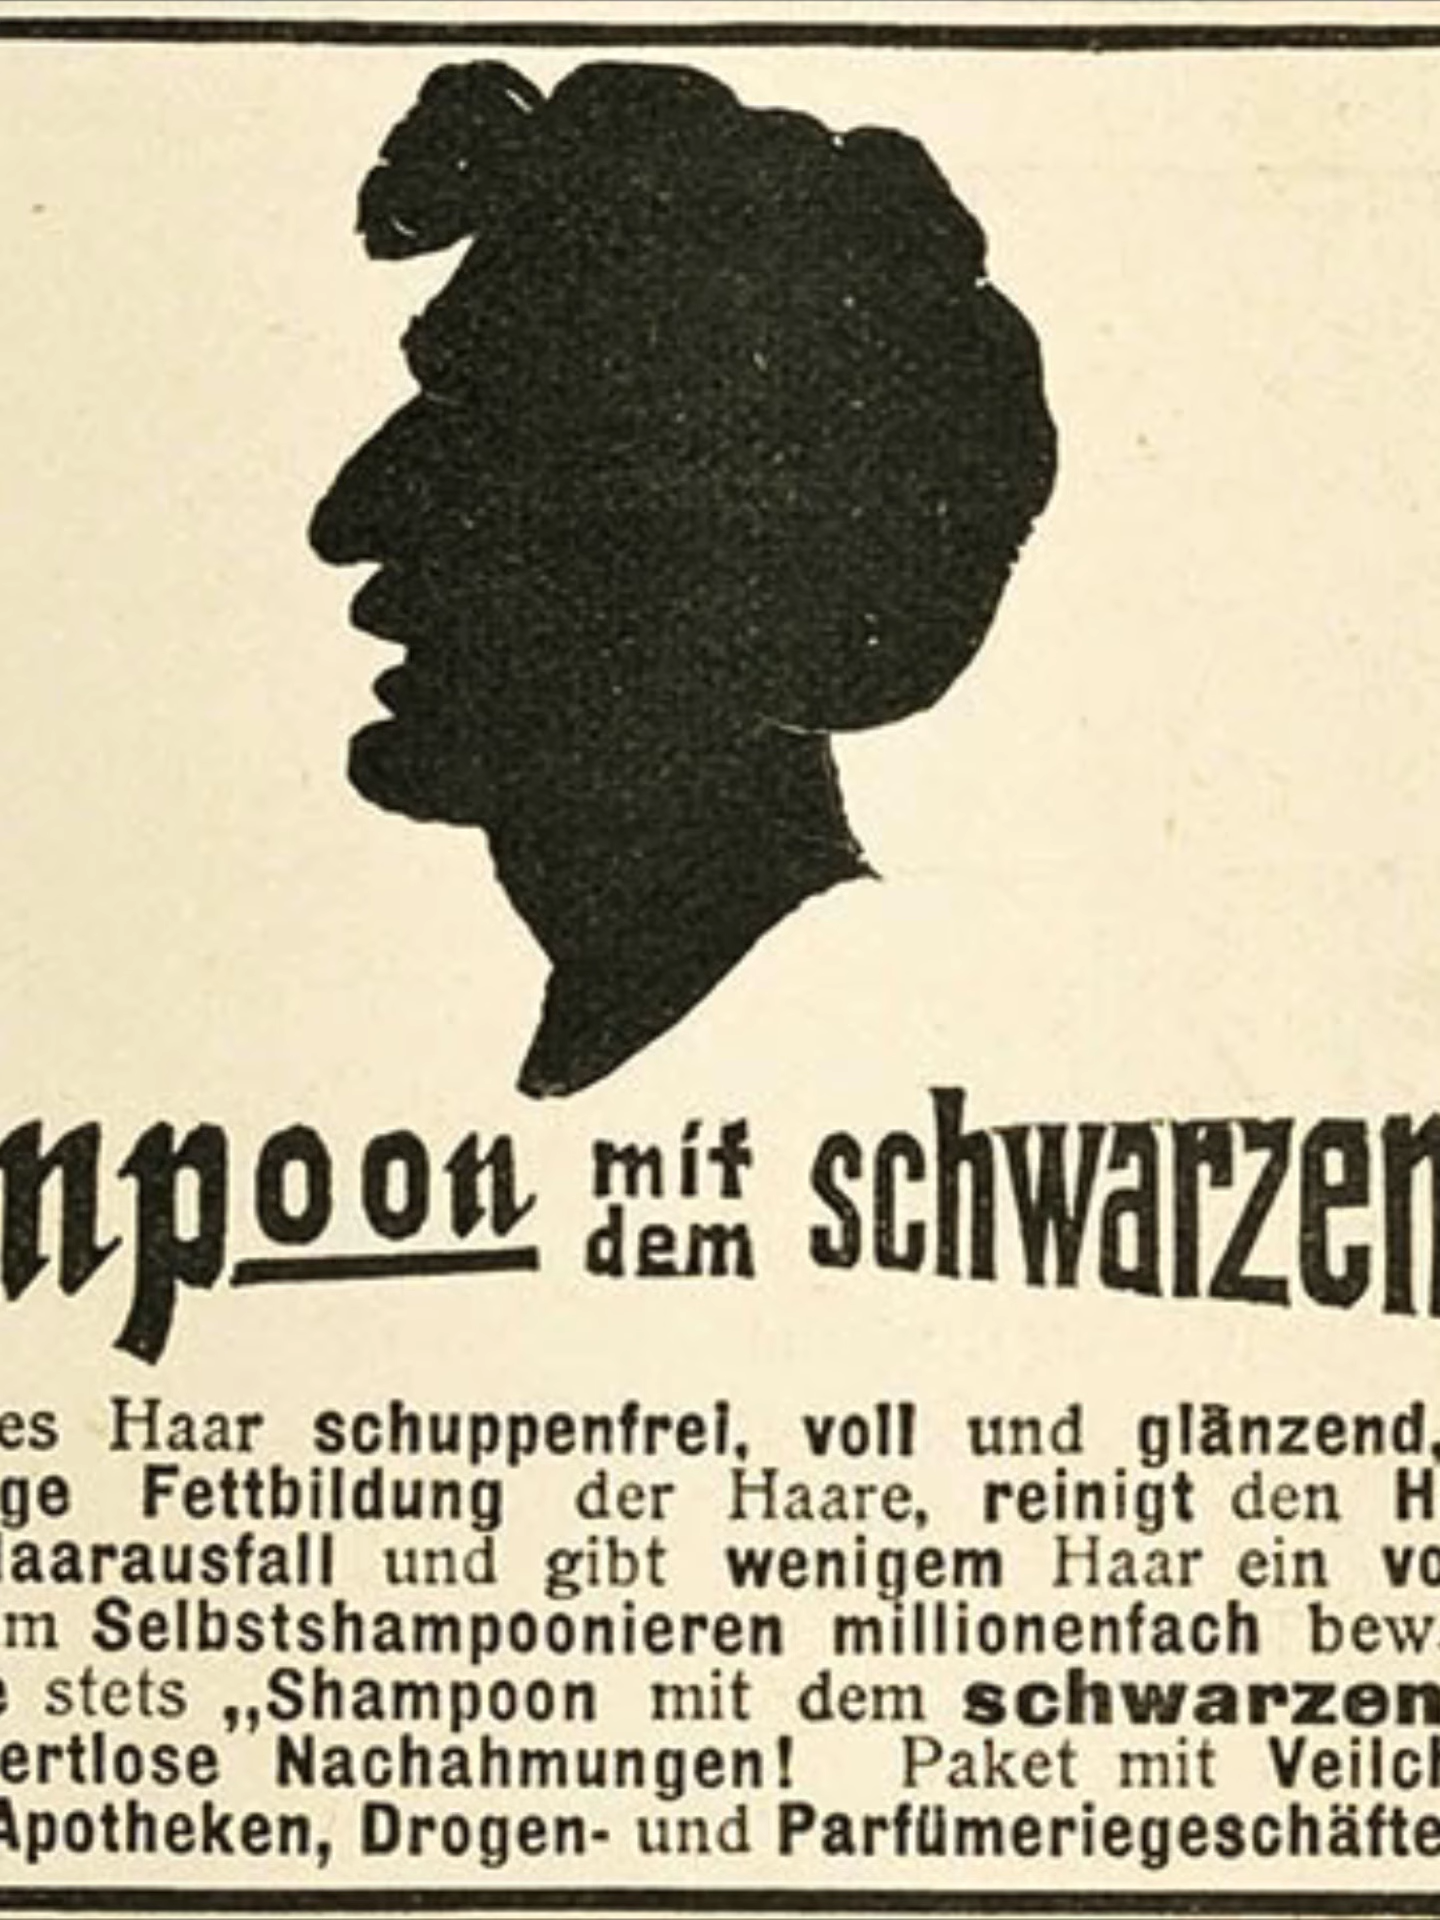 npoon mit dem schwarzen
es Haar schuppenfrei, voll und glänzend,
ge Fettbildung der Haare, reinigt den H
Haarausfall und gibt wenigem Haar ein vo
m Selbstshampoonieren millionenfach bew
e stets „Shampoon mit dem schwarzen
ertlose Nachahmungen! Paket mit Veilch
Apotheken, Drogen- und Parfümeriegeschäfte